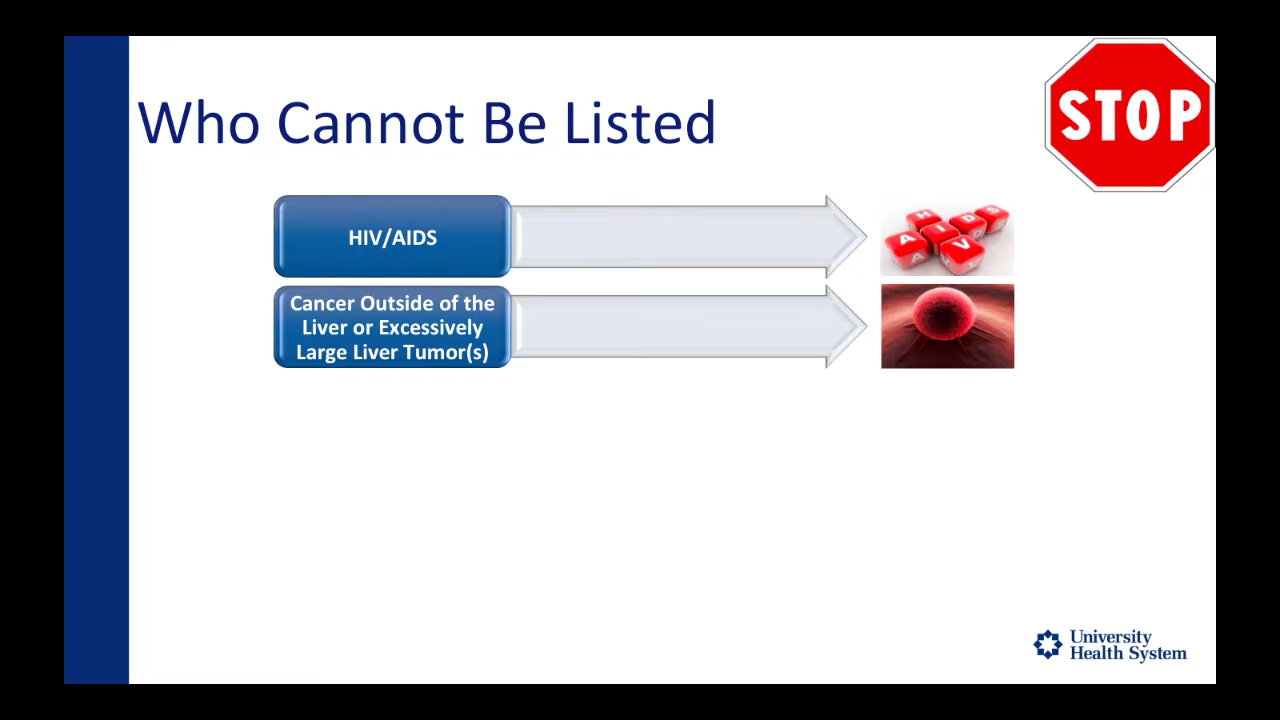 STOP
Who Cannot Be Listed
HIV/AIDS
H I D S
A V
Cancer Outside of the
Liver or Excessively
Large Liver Tumor(s)
University
Health System